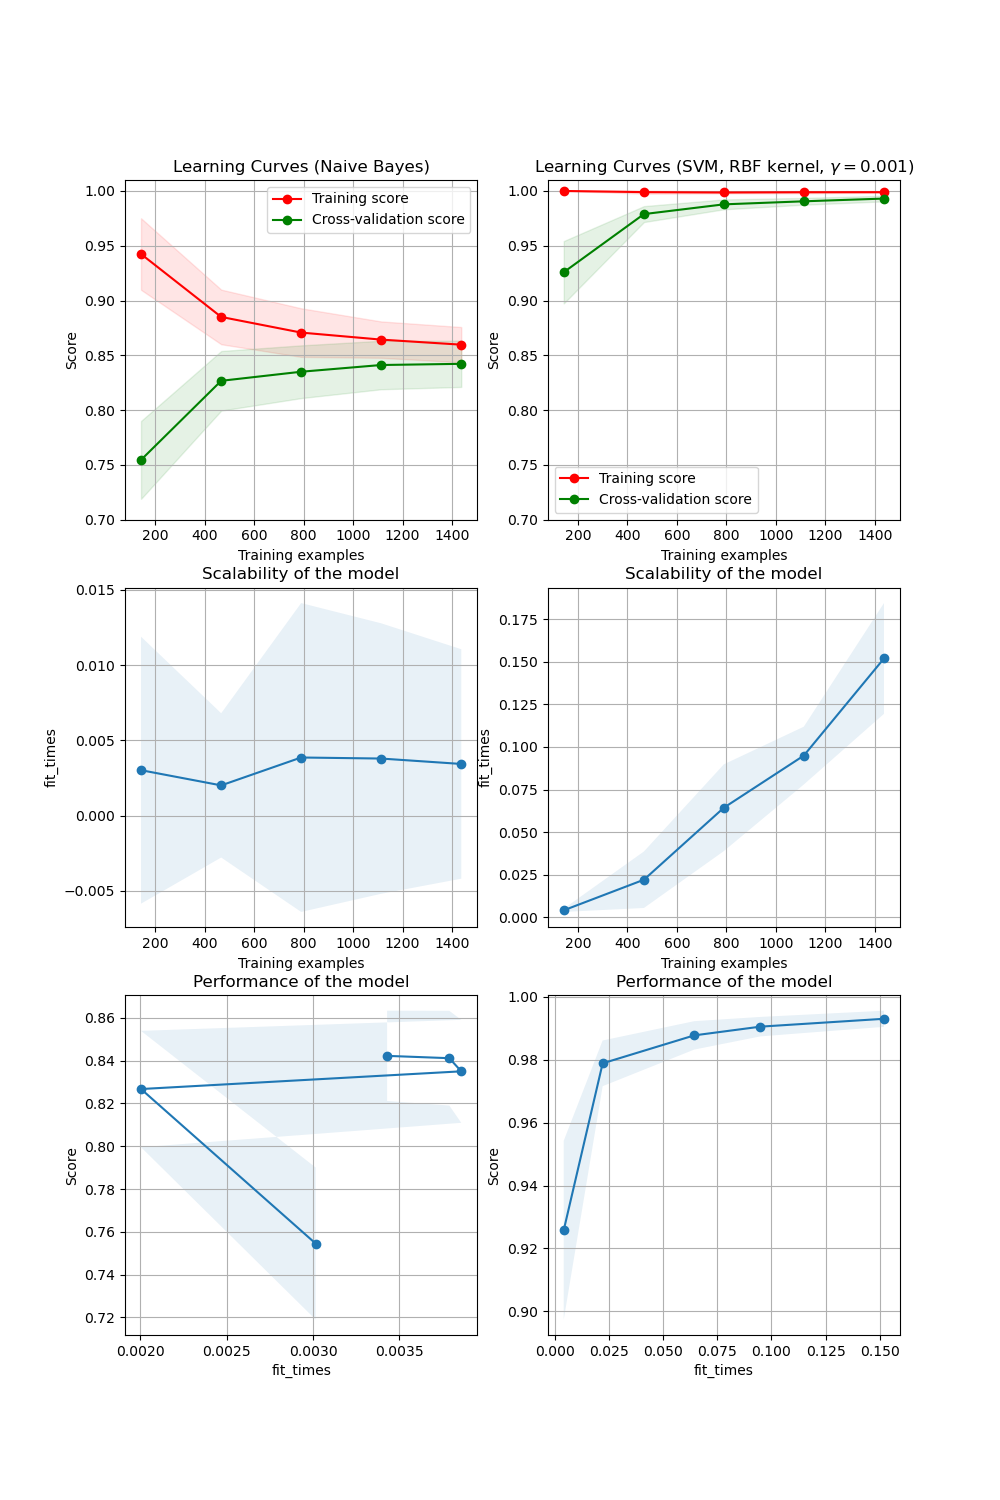 Learning Curves (Naive Bayes)
1.00
0.95
0.90
0.85
0.80
0.75
0.70
Score
Training score
Cross-validation score
200 400 600 800 1000 1200 1400
Training examples
Learning Curves (SVM, RBF kernel, γ = 0.001)
1.00
0.95
0.90
0.85
0.80
0.75
0.70
Score
Training score
Cross-validation score
200 400 600 800 1000 1200 1400
Training examples
Scalability of the model
0.015
0.010
0.005
0.000
−0.005
fit_times
200 400 600 800 1000 1200 1400
Training examples
Scalability of the model
0.175
0.150
0.125
0.100
0.075
0.050
0.025
0.000
fit_times
200 400 600 800 1000 1200 1400
Training examples
Performance of the model
0.86
0.84
0.82
0.80
0.78
0.76
0.74
0.72
Score
0.0020 0.0025 0.0030 0.0035
fit_times
Performance of the model
1.00
0.98
0.96
0.94
0.92
0.90
Score
0.000 0.025 0.050 0.075 0.100 0.125 0.150
fit_times